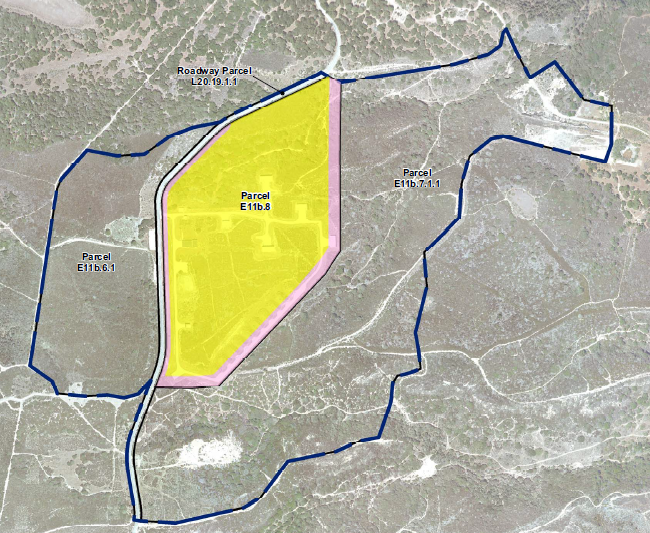 Roadway Parcel
L20.19.1.1
Parcel
E11b.7.1.1
Parcel
E11b.8
Parcel
E11b.6.1